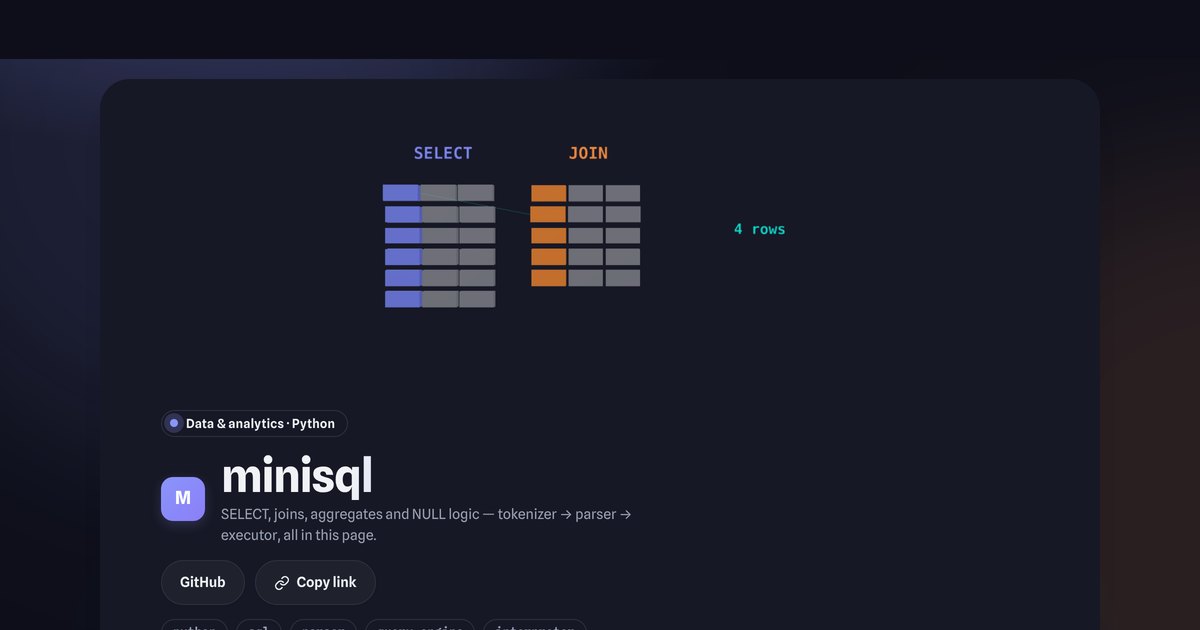 SELECT
JOIN
4 rows
Data & analytics · Python
M
minisql
SELECT, joins, aggregates and NULL logic — tokenizer → parser →
executor, all in this page.
GitHub
Copy link